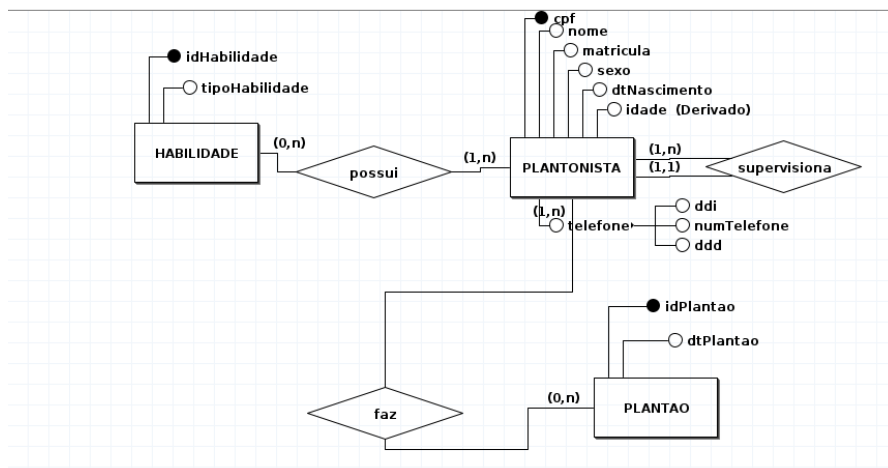 cpf
nome
matricula
sexo
dtNascimento
idade (Derivado)
idHabilidade
tipoHabilidade
HABILIDADE
(0,n)
possui
(1,n)
PLANTONISTA
(1,n)
(1,1)
supervisiona
(1,n)
telefone
ddi
numTelefone
ddd
idPlantao
dtPlantao
PLANTAO
(0,n)
faz